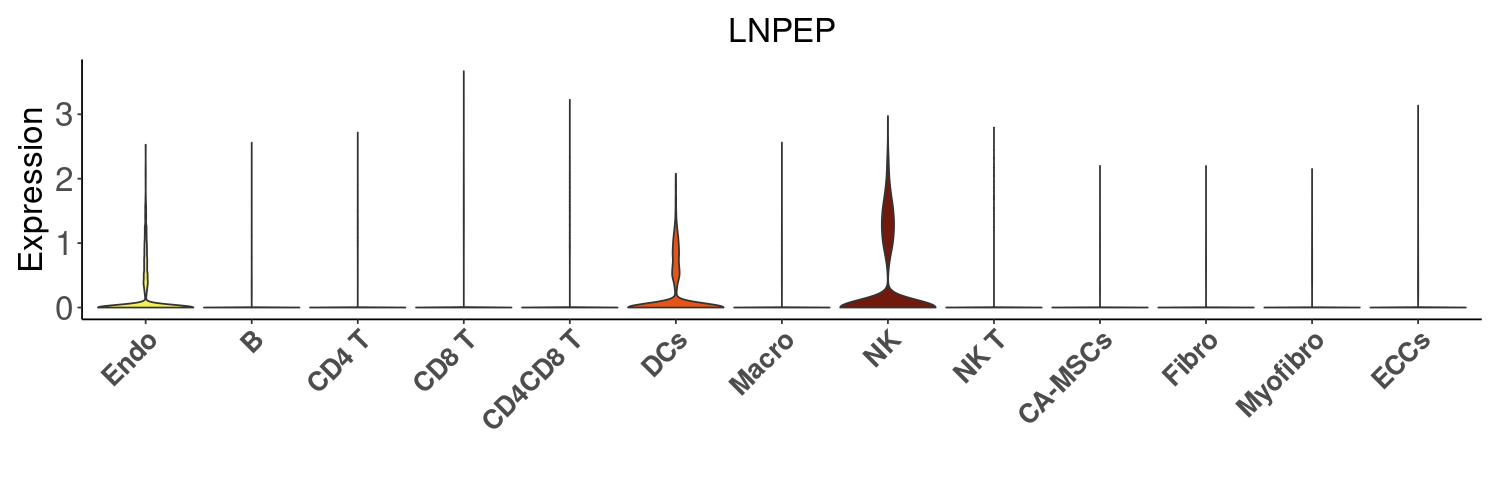 LNPEP
Expression
3
2
1
0
Endo
B
CD4 T
CD8 T
CD4CD8 T
DCs
Macro
NK
NK T
CA-MSCs
Fibro
Myofibro
ECCs